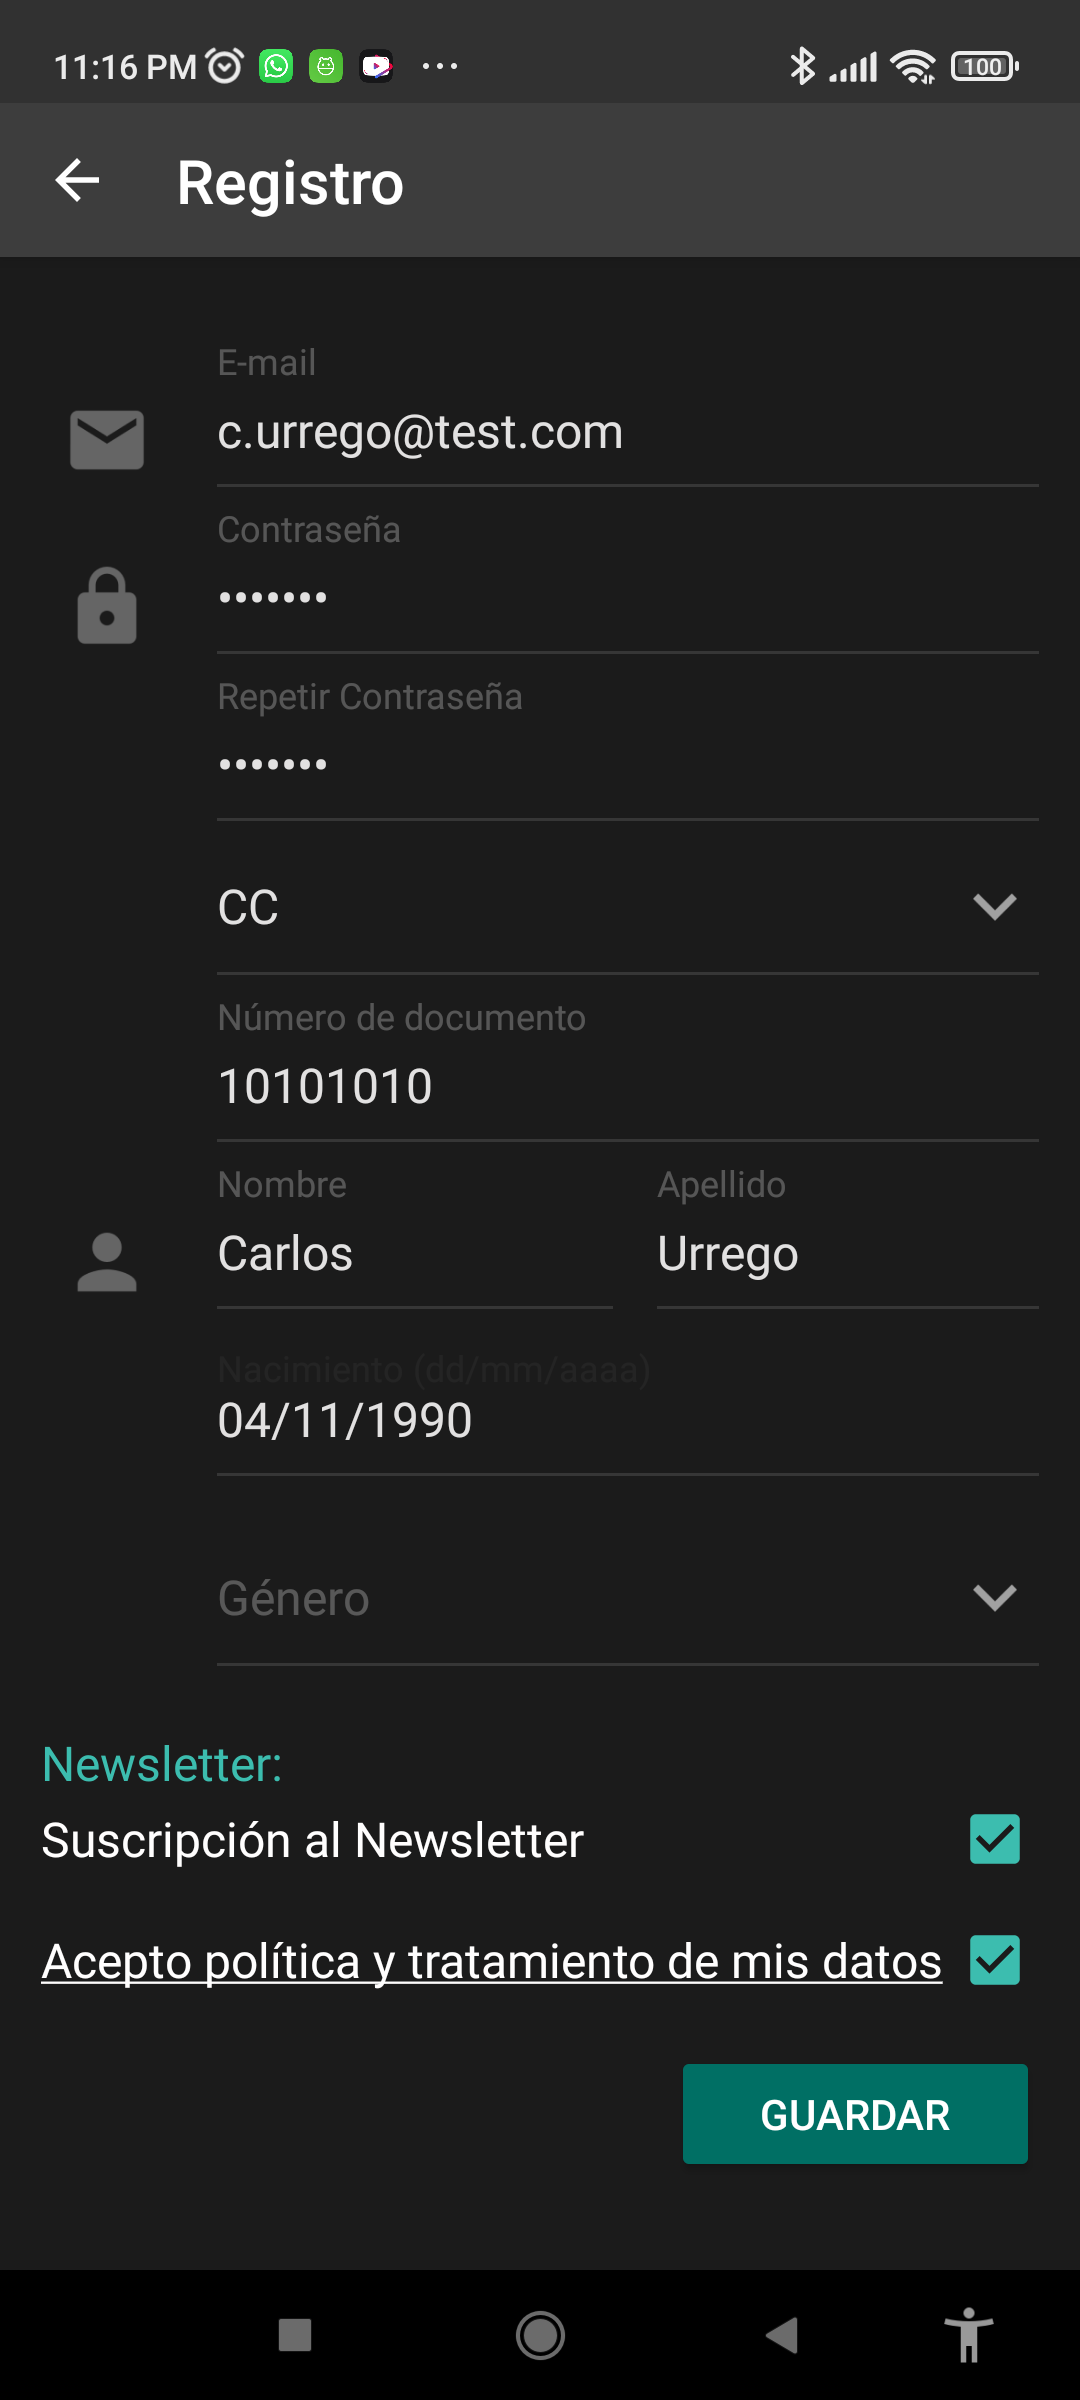 11:16 PM
100
Registro
E-mail
c.urrego@test.com
Contraseña
•••••••
Repetir Contraseña
•••••••
CC
Número de documento
10101010
Nombre Apellido
Carlos Urrego
Nacimiento (dd/mm/aaaa)
04/11/1990
Género
Newsletter:
Suscripción al Newsletter
Acepto política y tratamiento de mis datos
GUARDAR